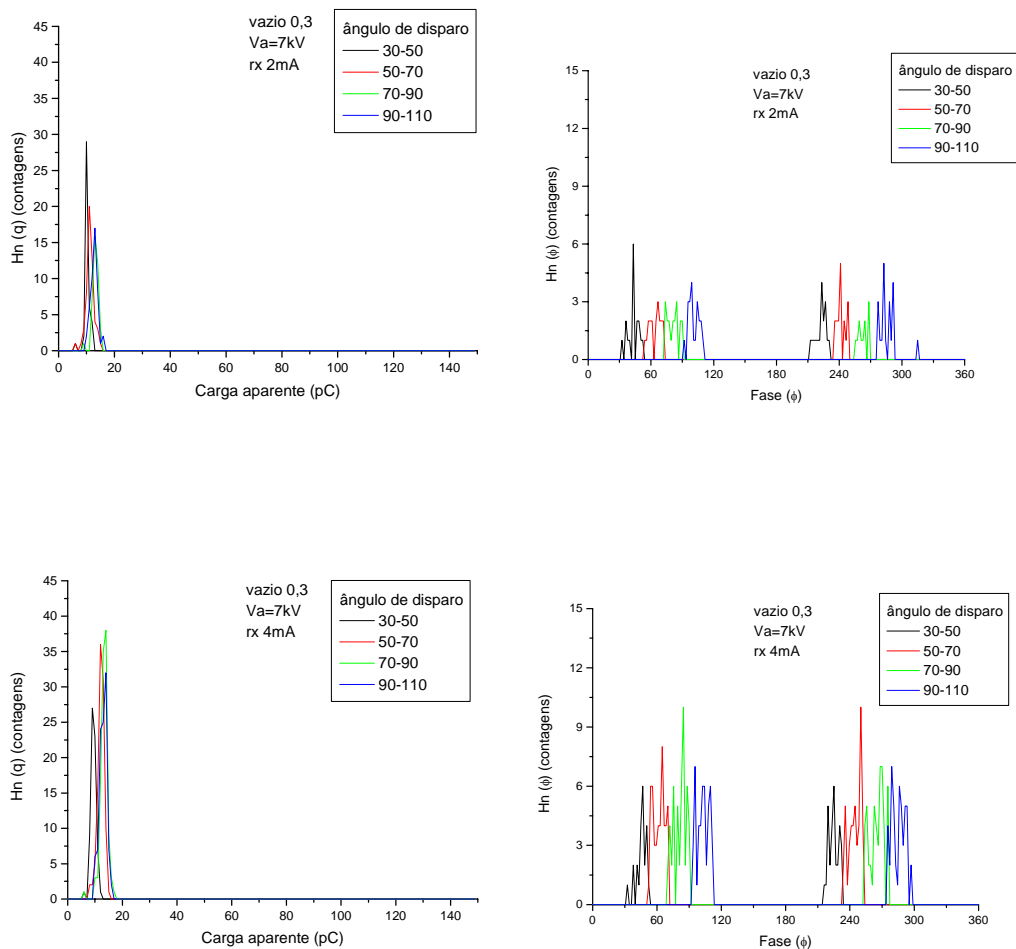 vazio 0,3
Va=7kV
rx 2mA
ângulo de disparo
30-50
50-70
70-90
90-110
Hn (q) (contagens)
45
40
35
30
25
20
15
10
5
0
0 20 40 60 80 100 120 140
Carga aparente (pC)
vazio 0,3
Va=7kV
rx 2mA
ângulo de disparo
30-50
50-70
70-90
90-110
Hn (ϕ) (contagens)
15
12
9
6
3
0
0 60 120 180 240 300 360
Fase (ϕ)
vazio 0,3
Va=7kV
rx 4mA
ângulo de disparo
30-50
50-70
70-90
90-110
Hn (q) (contagens)
45
40
35
30
25
20
15
10
5
0
0 20 40 60 80 100 120 140
Carga aparente (pC)
vazio 0,3
Va=7kV
rx 4mA
ângulo de disparo
30-50
50-70
70-90
90-110
Hn (ϕ) (contagens)
15
12
9
6
3
0
0 60 120 180 240 300 360
Fase (ϕ)